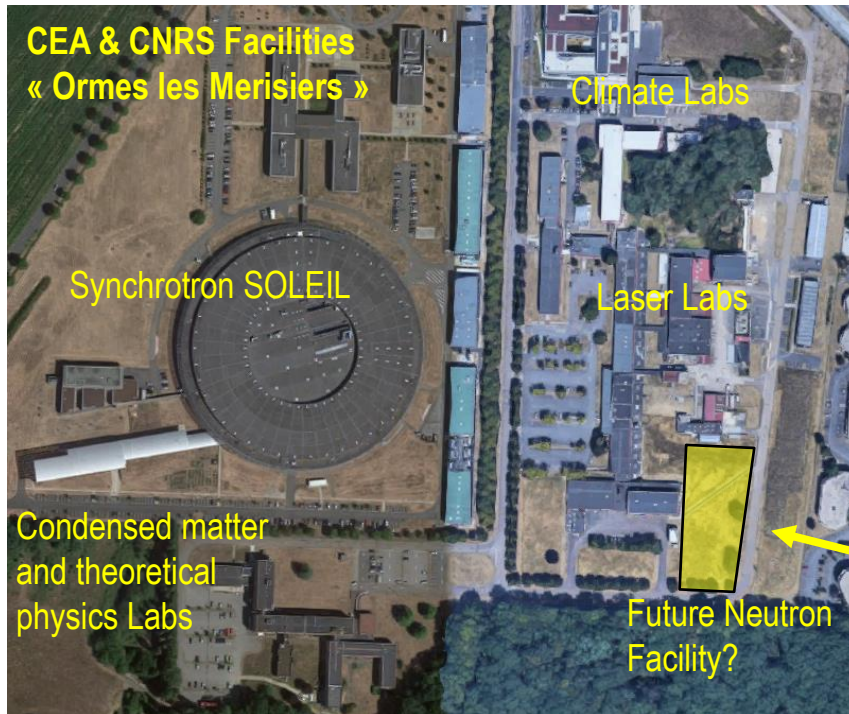 CEA & CNRS Facilities
« Ormes les Merisiers »
Climate Labs
Synchrotron SOLEIL
Laser Labs
Condensed matter
and theoretical
physics Labs
Future Neutron
Facility?